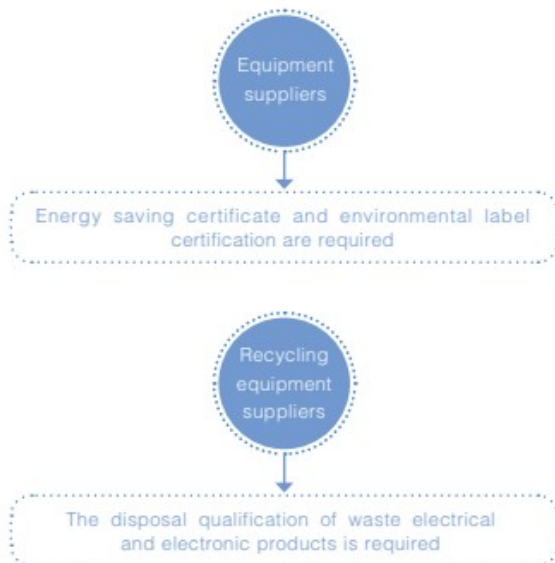 Equipment
suppliers
Energy saving certificate and environmental label
certification are required
Recycling
equipment
suppliers
The disposal qualification of waste electrical
and electronic products is required